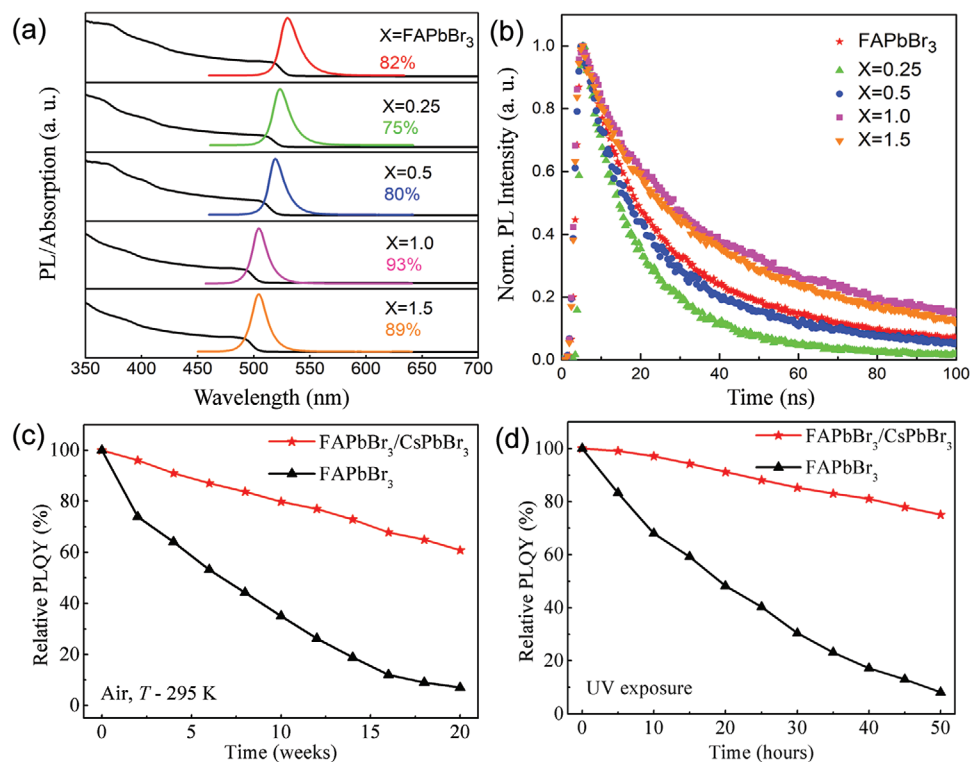 (a)
PL/Absorption (a. u.)
X=FAPbBr3
82%
X=0.25
75%
X=0.5
80%
X=1.0
93%
X=1.5
89%
350 400 450 500 550 600 650 700
Wavelength (nm)
(b)
Norm. PL Intensity (a. u.)
1.0
0.8
0.6
0.4
0.2
0.0
FAPbBr3
X=0.25
X=0.5
X=1.0
X=1.5
0 20 40 60 80 100
Time (ns)
(c)
Relative PLQY (%)
100
80
60
40
20
0
FAPbBr3/CsPbBr3
FAPbBr3
Air, T - 295 K
0 5 10 15 20
Time (weeks)
(d)
Relative PLQY (%)
100
80
60
40
20
0
FAPbBr3/CsPbBr3
FAPbBr3
UV exposure
0 10 20 30 40 50
Time (hours)